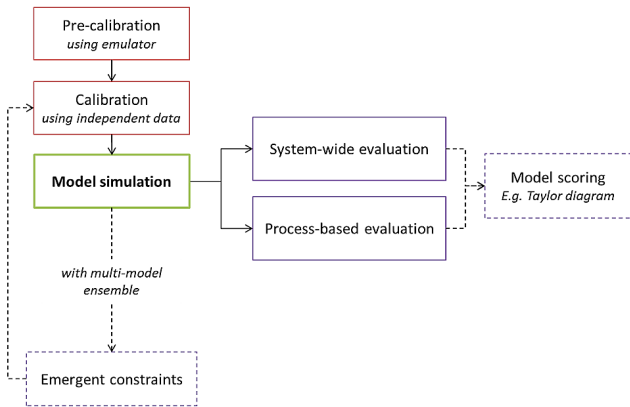 Pre-calibration
using emulator
Calibration
using independent data
Model simulation
System-wide evaluation
Process-based evaluation
Model scoring
E.g. Taylor diagram
with multi-model
ensemble
Emergent constraints